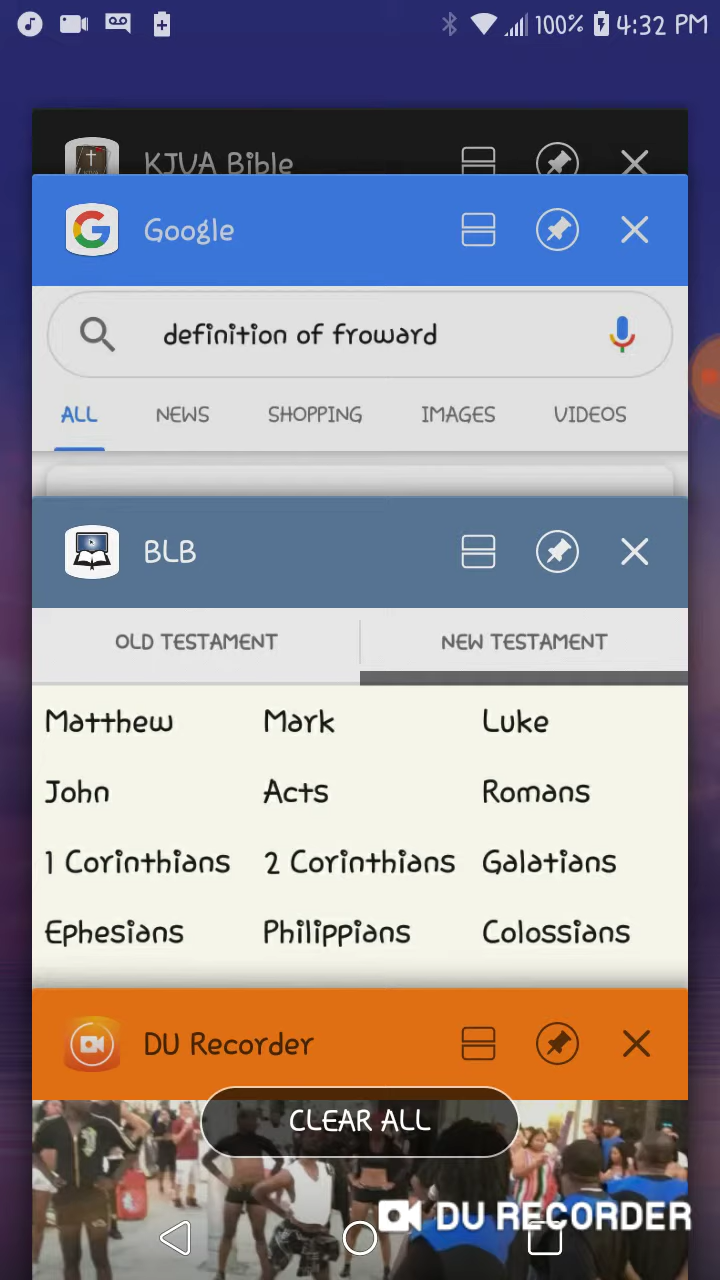 100% 4:32 PM
KJVA Bible
Google
definition of froward
ALL NEWS SHOPPING IMAGES VIDEOS
BLB
OLD TESTAMENT NEW TESTAMENT
Matthew Mark Luke
John Acts Romans
1 Corinthians 2 Corinthians Galatians
Ephesians Philippians Colossians
DU Recorder
CLEAR ALL
DU RECORDER